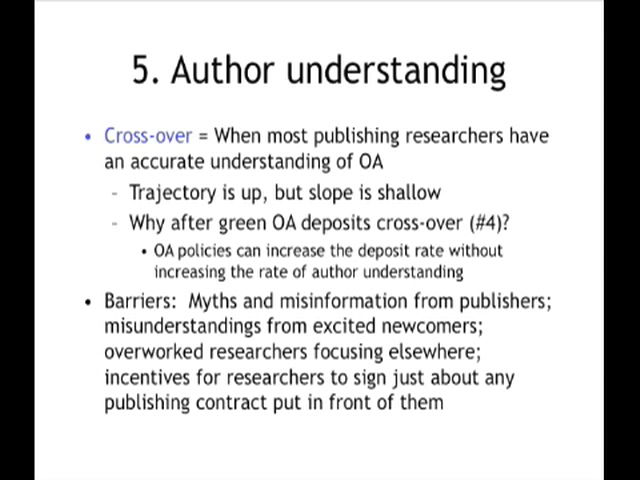 5. Author understanding
• Cross-over = When most publishing researchers have
an accurate understanding of OA
- Trajectory is up, but slope is shallow
- Why after green OA deposits cross-over (#4)?
• OA policies can increase the deposit rate without
increasing the rate of author understanding
• Barriers: Myths and misinformation from publishers;
misunderstandings from excited newcomers;
overworked researchers focusing elsewhere;
incentives for researchers to sign just about any
publishing contract put in front of them